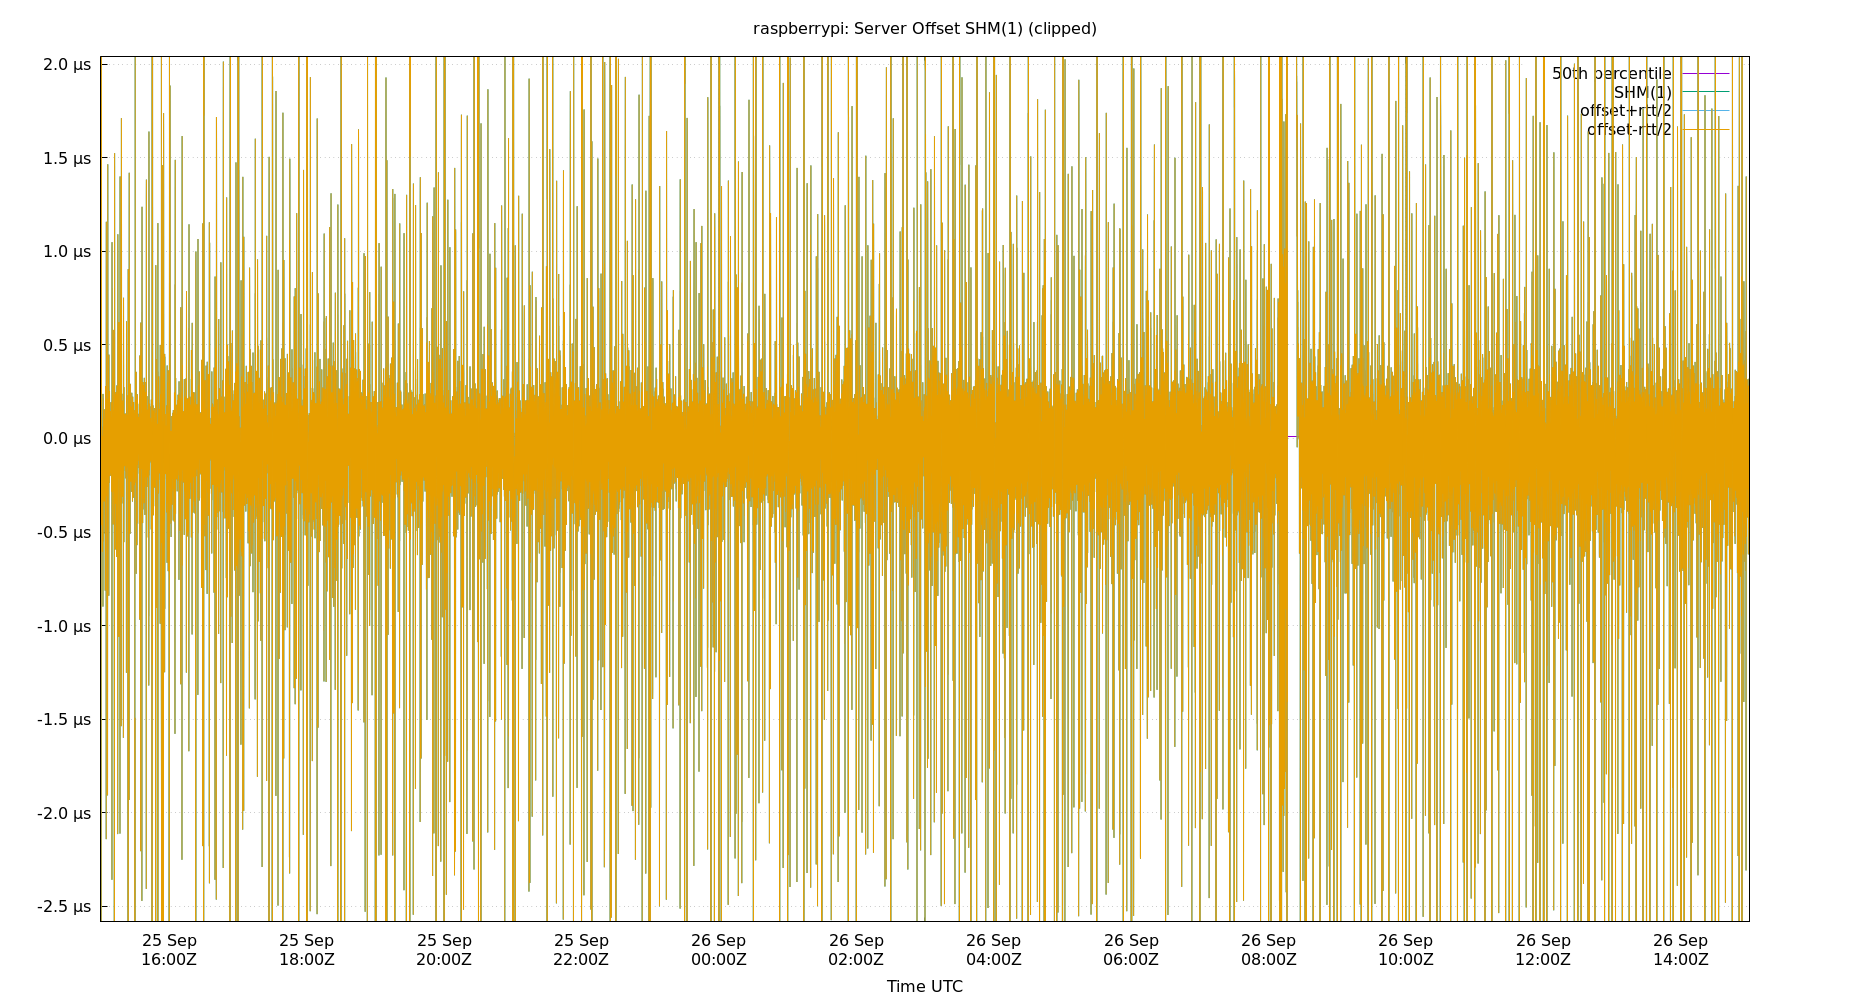 raspberrypi: Server Offset SHM(1) (clipped)
2.0 µs
1.5 µs
1.0 µs
0.5 µs
0.0 µs
-0.5 µs
-1.0 µs
-1.5 µs
-2.0 µs
-2.5 µs
50th percentile
SHM(1)
offset+rtt/2
offset-rtt/2
25 Sep 25 Sep 25 Sep 25 Sep 26 Sep 26 Sep 26 Sep 26 Sep 26 Sep 26 Sep 26 Sep 26 Sep
16:00Z 18:00Z 20:00Z 22:00Z 00:00Z 02:00Z 04:00Z 06:00Z 08:00Z 10:00Z 12:00Z 14:00Z
Time UTC